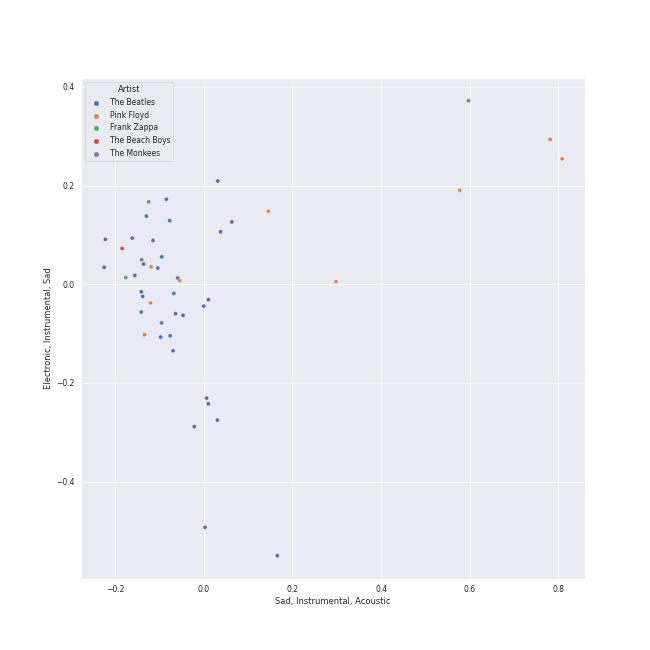 Artist
The Beatles
Pink Floyd
Frank Zappa
The Beach Boys
The Monkees
0.4
0.2
0.0
−0.2
−0.4
Electronic, Instrumental, Sad
−0.2 0.0 0.2 0.4 0.6 0.8
Sad, Instrumental, Acoustic